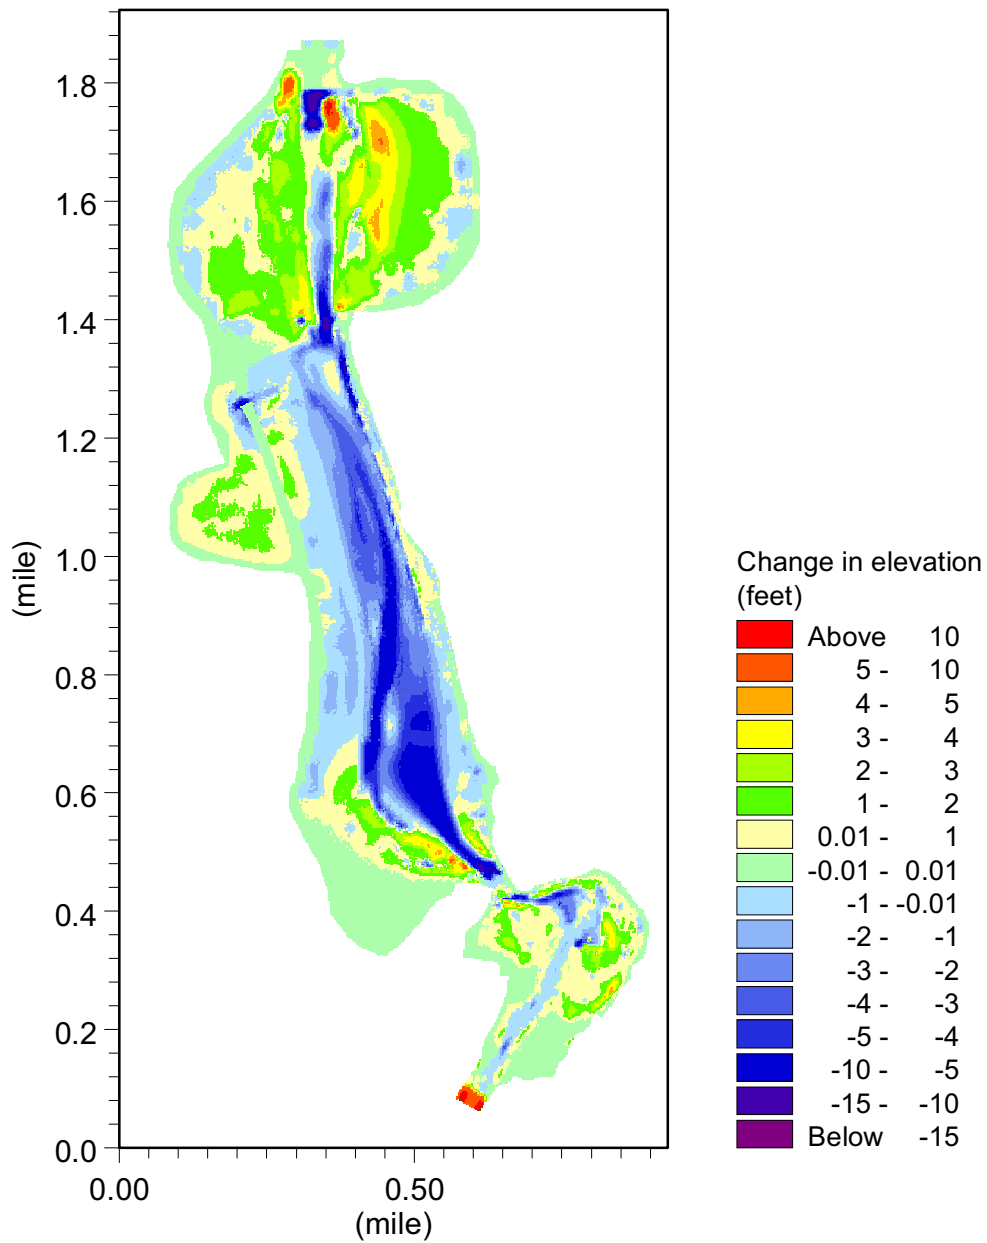 1.8
1.6
1.4
1.2
1.0
0.8
0.6
0.4
0.2
0.0
(mile)
0.00 0.50
(mile)
Change in elevation
(feet)
Above 10
5 - 10
4 - 5
3 - 4
2 - 3
1 - 2
0.01 - 1
-0.01 - 0.01
-1 - -0.01
-2 - -1
-3 - -2
-4 - -3
-5 - -4
-10 - -5
-15 - -10
Below -15